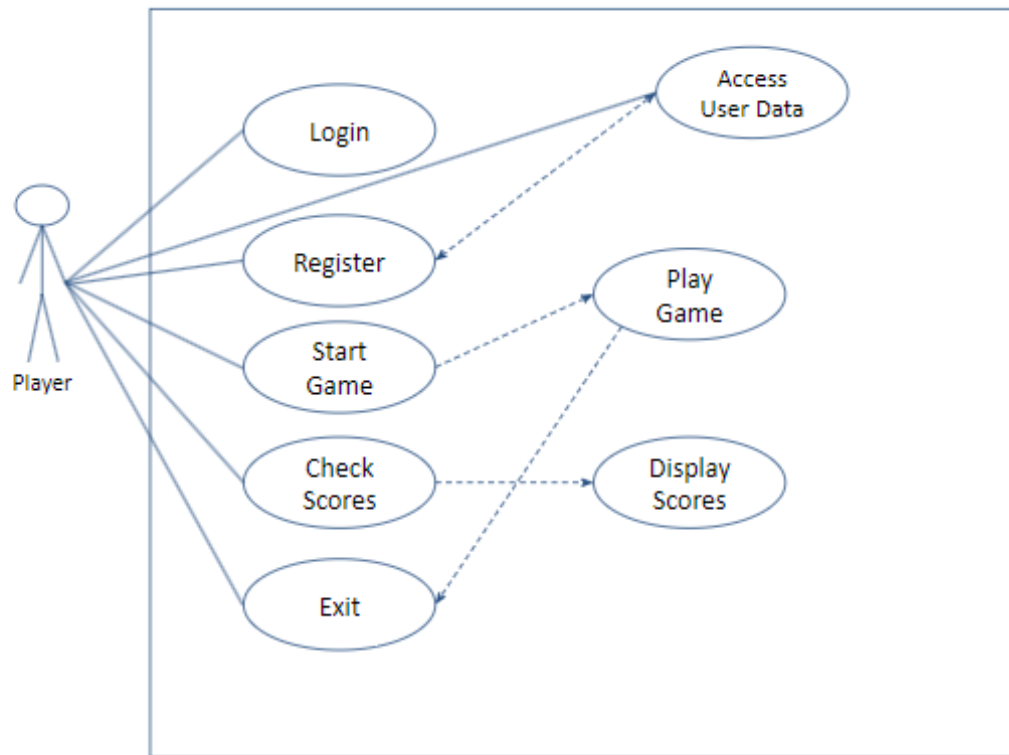 Login
Access
User Data
Register
Play
Game
Start
Game
Player
Check
Scores
Display
Scores
Exit